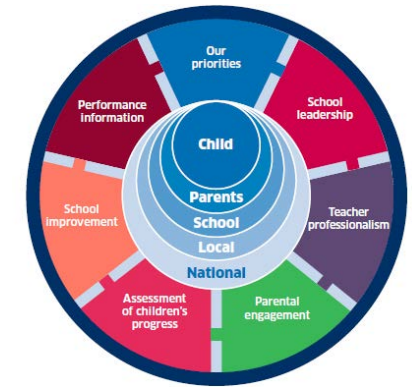 Our
priorities
School
leadership
Teacher
professionalism
Parental
engagement
Assessment
of children's
progress
School
improvement
Performance
information
Child
Parents
School
Local
National